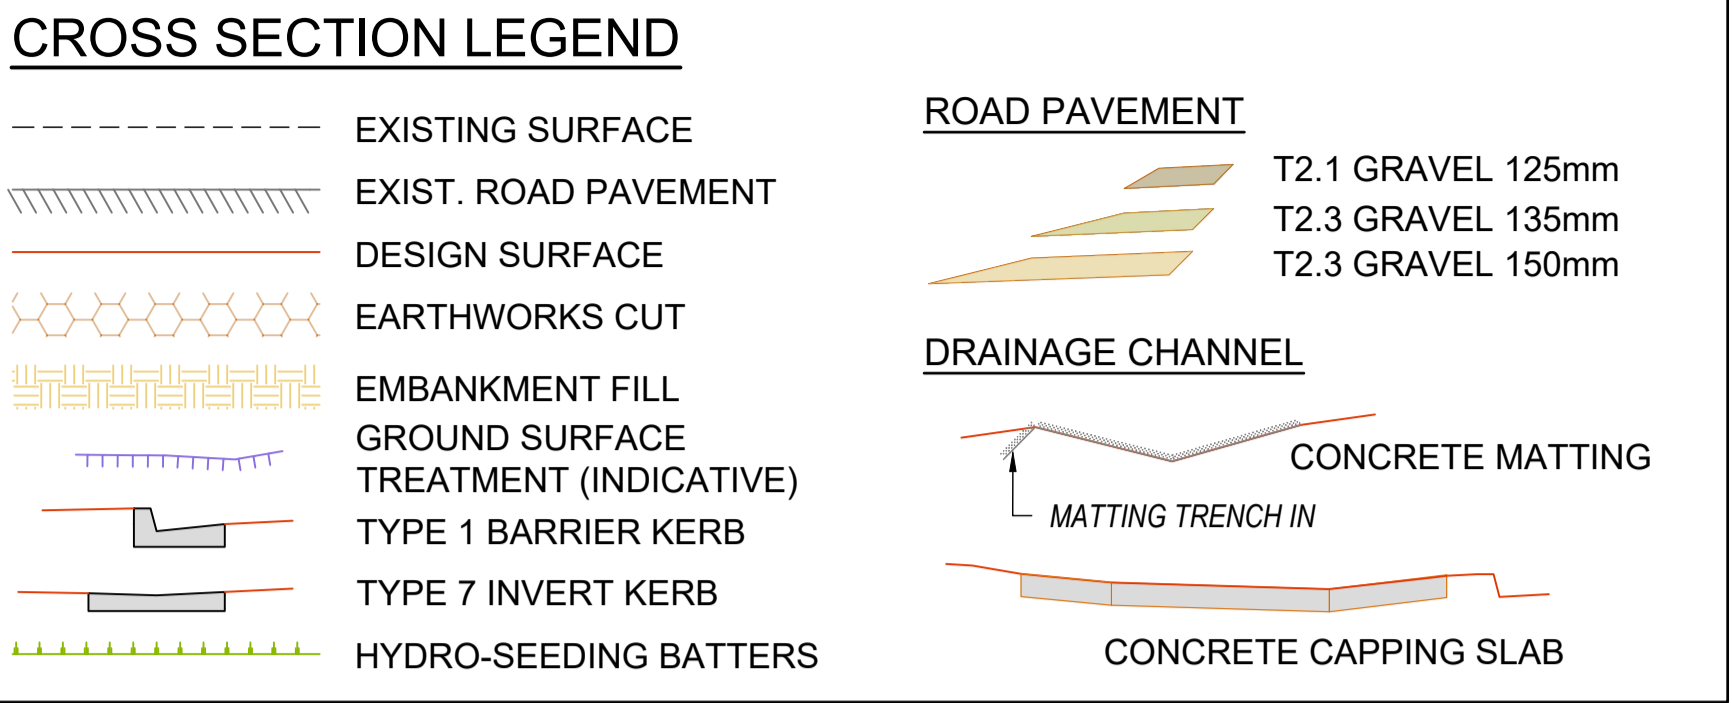 CROSS SECTION LEGEND
EXISTING SURFACE
EXIST. ROAD PAVEMENT
DESIGN SURFACE
EARTHWORKS CUT
EMBANKMENT FILL
GROUND SURFACE
TREATMENT (INDICATIVE)
TYPE 1 BARRIER KERB
TYPE 7 INVERT KERB
HYDRO-SEEDING BATTERS
ROAD PAVEMENT
T2.1 GRAVEL 125mm
T2.3 GRAVEL 135mm
T2.3 GRAVEL 150mm
DRAINAGE CHANNEL
CONCRETE MATTING
MATTING TRENCH IN
CONCRETE CAPPING SLAB